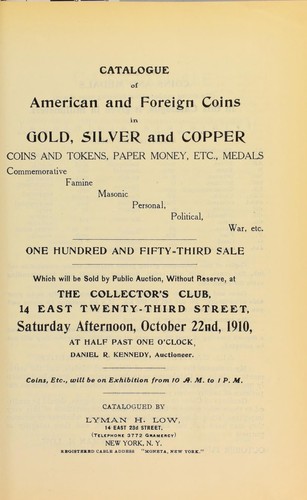 CATALOGUE
of
American and Foreign Coins
in
GOLD, SILVER and COPPER
COINS AND TOKENS, PAPER MONEY, ETC., MEDALS
Commemorative
Famine
Masonic
Personal,
Political,
War, etc.
ONE HUNDRED AND FIFTY-THIRD SALE
Which will be Sold by Public Auction, Without Reserve, at
THE COLLECTOR'S CLUB,
14 EAST TWENTY-THIRD STREET,
Saturday Afternoon, October 22nd, 1910,
AT HALF PAST ONE O'CLOCK,
DANIEL R. KENNEDY, Auctioneer.
Coins, Etc., will be on Exhibition from 10 A. M. to 1 P. M.
CATALOGUED BY
LYMAN H. LOW,
14 EAST 23d STREET,
(TELEPHONE 3772 GRAMERCY)
NEW YORK, N. Y.
REGISTERED CABLE ADDRESS "MONETA, NEW YORK."